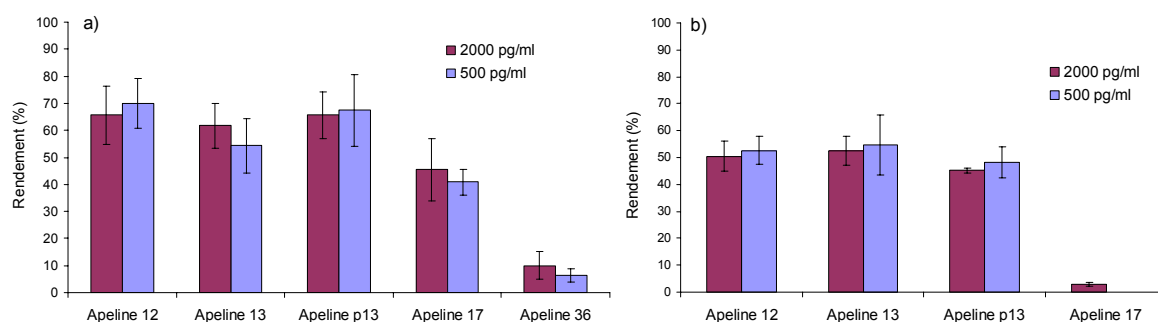 a)
Rendement (%)
100
90
80
70
60
50
40
30
20
10
0
2000 pg/ml
500 pg/ml
Apeline 12 Apeline 13 Apeline p13 Apeline 17 Apeline 36
b)
Rendement (%)
100
90
80
70
60
50
40
30
20
10
0
2000 pg/ml
500 pg/ml
Apeline 12 Apeline 13 Apeline p13 Apeline 17